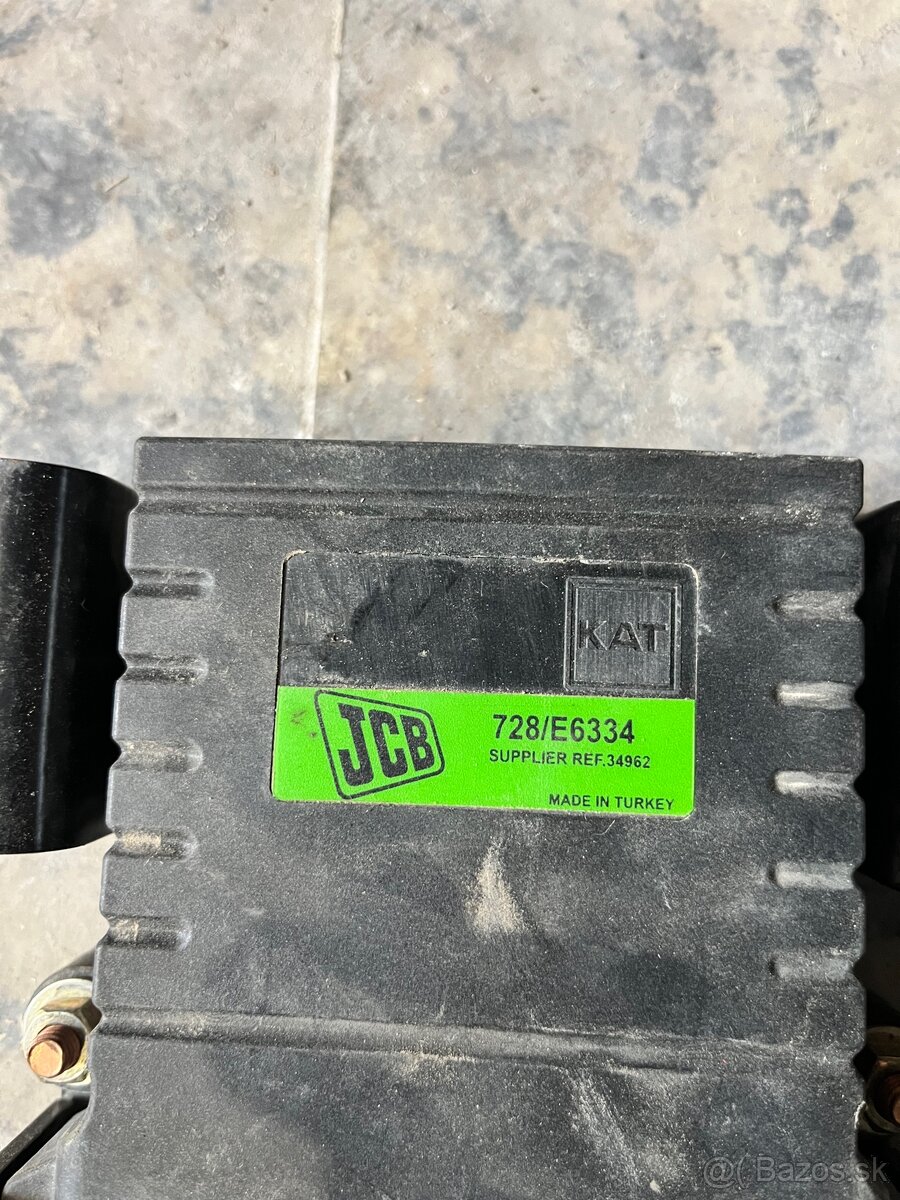 KAT
JCB
728/E6334
SUPPLIER REF.34962
MADE IN TURKEY
@( Bazos.sk